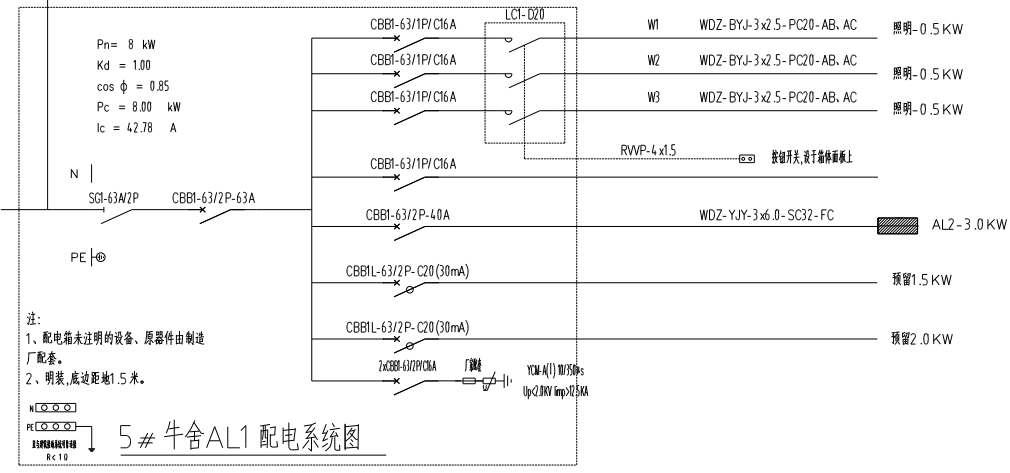 LC1-D20
CBB1-63/1P/C16A W1 WDZ-BYJ-3x2.5-PC20-AB、AC 照明-0.5KW
Pn= 8 kW
Kd = 1.00
cos ϕ = 0.85
Pc = 8.00 kW
Ic = 42.78 A
CBB1-63/1P/C16A W2 WDZ-BYJ-3x2.5-PC20-AB、AC 照明-0.5KW
CBB1-63/1P/C16A W3 WDZ-BYJ-3x2.5-PC20-AB、AC 照明-0.5KW
RVVP-4x1.5 按钮开关,设于箱体面板上
CBB1-63/1P/C16A
N
SG1-63A/2P CBB1-63/2P-63A
CBB1-63/2P-40A WDZ-YJY-3x6.0-SC32-FC AL2-3.0KW
PE
CBB1L-63/2P-C20(30mA) 预留1.5KW
CBB1L-63/2P-C20(30mA) 预留2.0KW
注:
1、配电箱未注明的设备、原器件由制造
厂配套。
2、明装,底边距地1.5米。
2xCBB1-63/2P/C16A 厂家配套 YCM-A(I) 10/350us
Up<2.0KV Iimp>12.5KA
N
PE
R<1Ω
5#牛舍AL1配电系统图